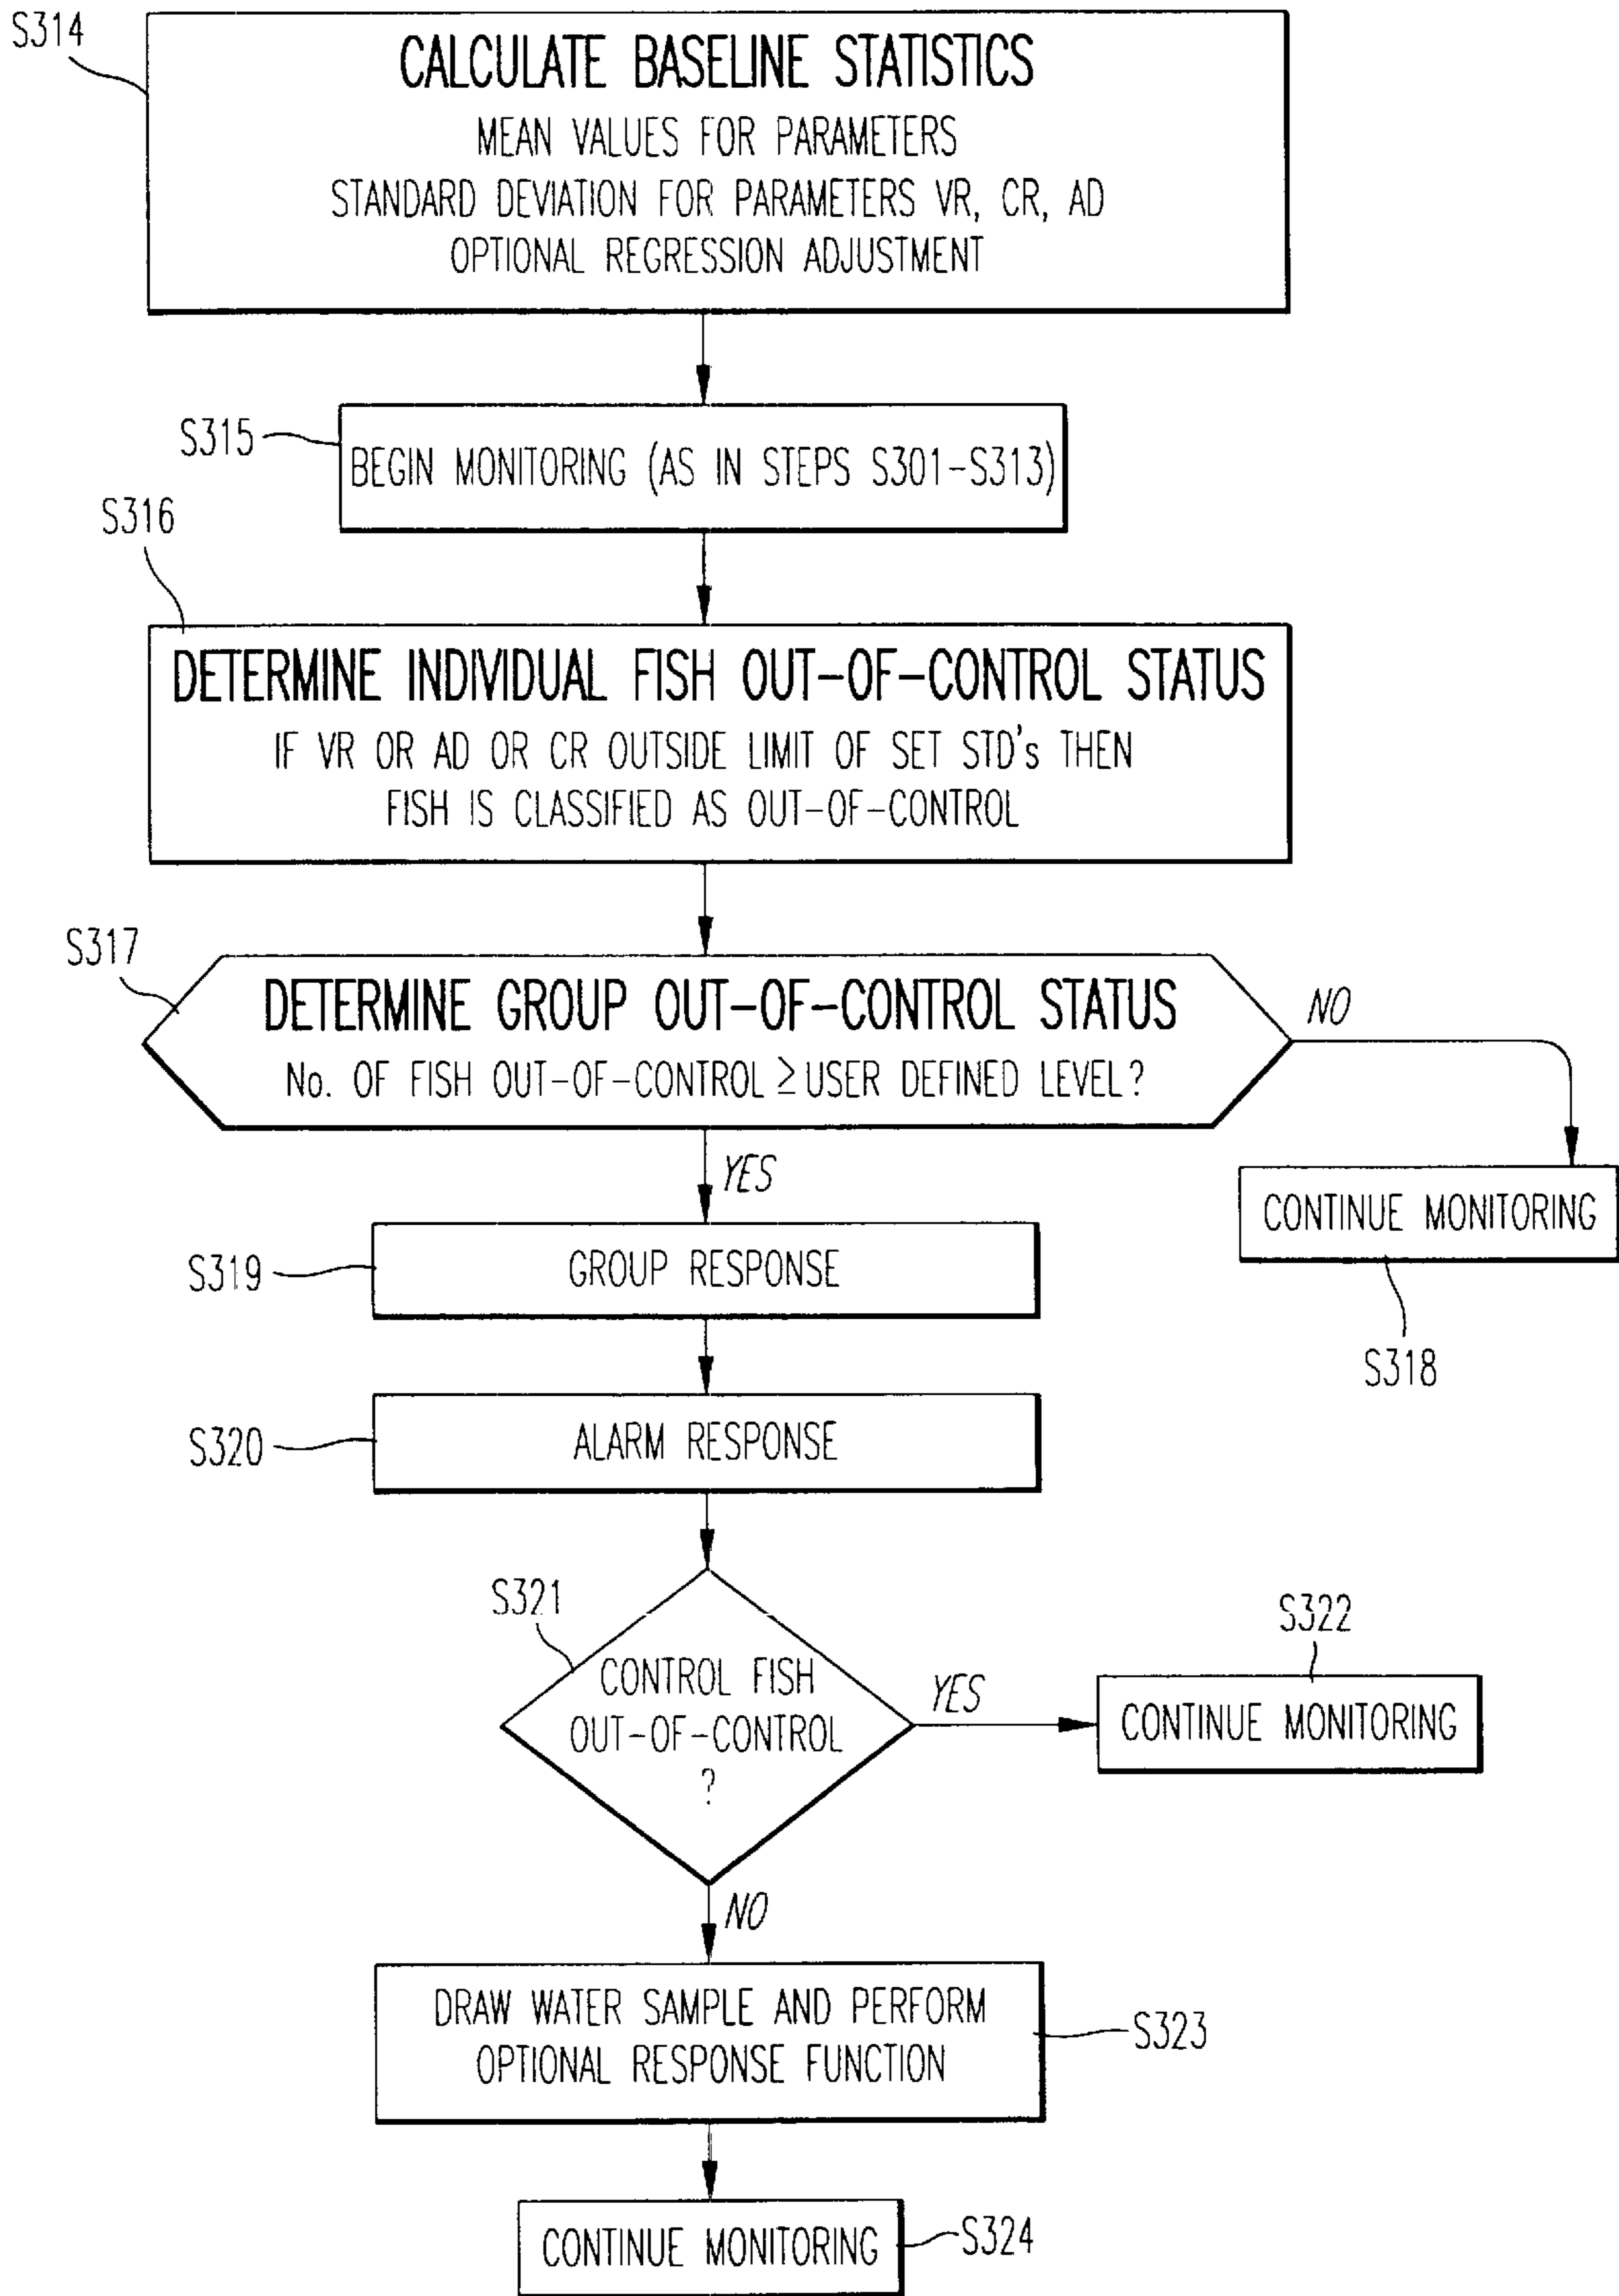 S314
CALCULATE BASELINE STATISTICS
MEAN VALUES FOR PARAMETERS
STANDARD DEVIATION FOR PARAMETERS VR, CR, AD
OPTIONAL REGRESSION ADJUSTMENT
S315
BEGIN MONITORING (AS IN STEPS S301-S313)
S316
DETERMINE INDIVIDUAL FISH OUT-OF-CONTROL STATUS
IF VR OR AD OR CR OUTSIDE LIMIT OF SET STD's THEN
FISH IS CLASSIFIED AS OUT-OF-CONTROL
S317
DETERMINE GROUP OUT-OF-CONTROL STATUS
No. OF FISH OUT-OF-CONTROL ≥ USER DEFINED LEVEL?
NO
YES
CONTINUE MONITORING
S318
S319
GROUP RESPONSE
S320
ALARM RESPONSE
S321
CONTROL FISH
OUT-OF-CONTROL
?
YES
S322
CONTINUE MONITORING
NO
DRAW WATER SAMPLE AND PERFORM
OPTIONAL RESPONSE FUNCTION
S323
CONTINUE MONITORING
S324